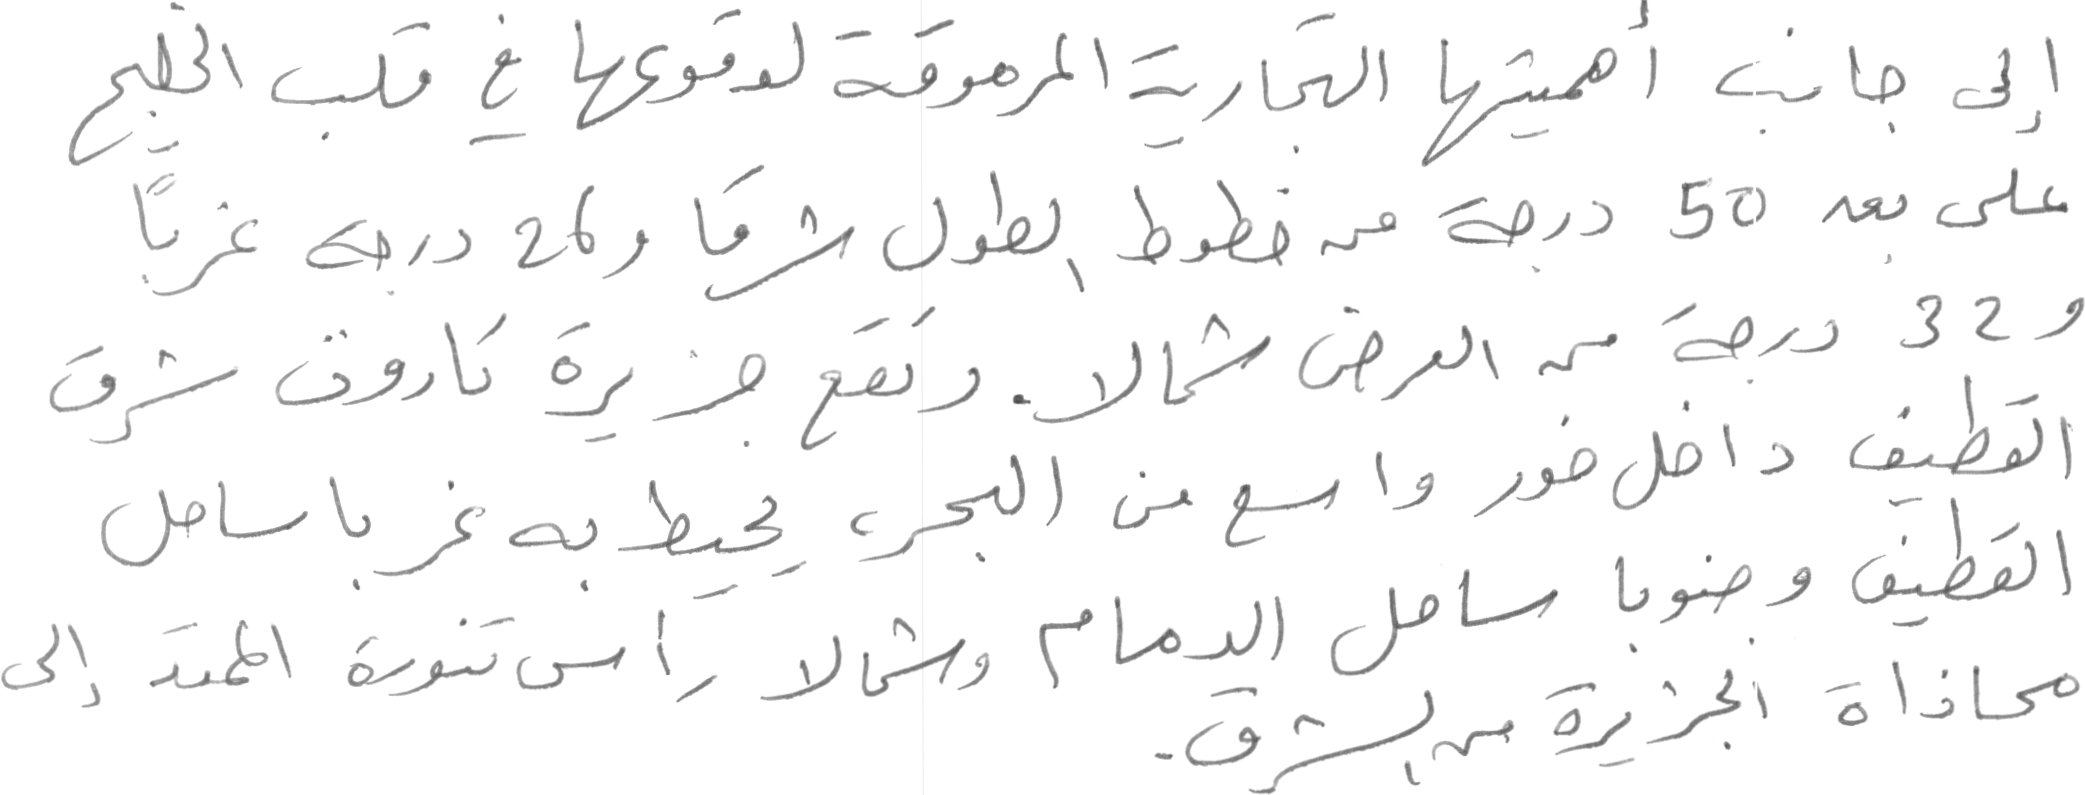 إلى جانب أهميتها التجارية المرموقة لوقوعها في قلب الخليج
على بعد 50 درجة من خطوط الطول شرقا و26 درجة غربًا
و32 درجة من العرض شمالا. وتقع جزيرة تاروت شرق
القطيف داخل خور واسع من البحر، يحيط به غربا ساحل
القطيف وجنوبا ساحل الدمام وشمالا رأس تنورة الممتد إلى
محاذاة الجزيرة من الشرق.